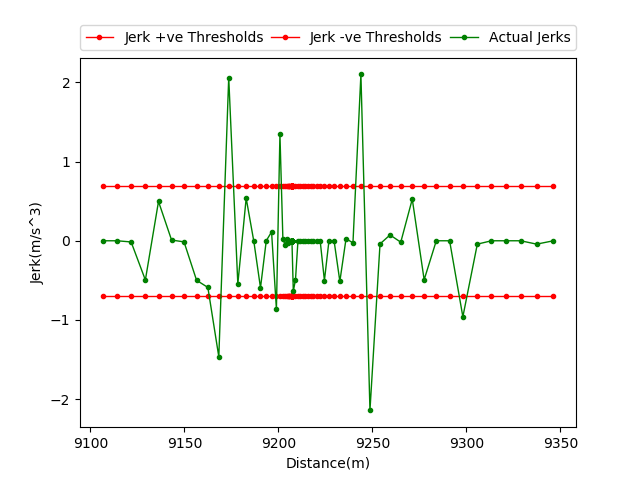 Jerk +ve Thresholds Jerk -ve Thresholds Actual Jerks
2
1
0
−1
−2
Jerk(m/s^3)
9100 9150 9200 9250 9300 9350
Distance(m)